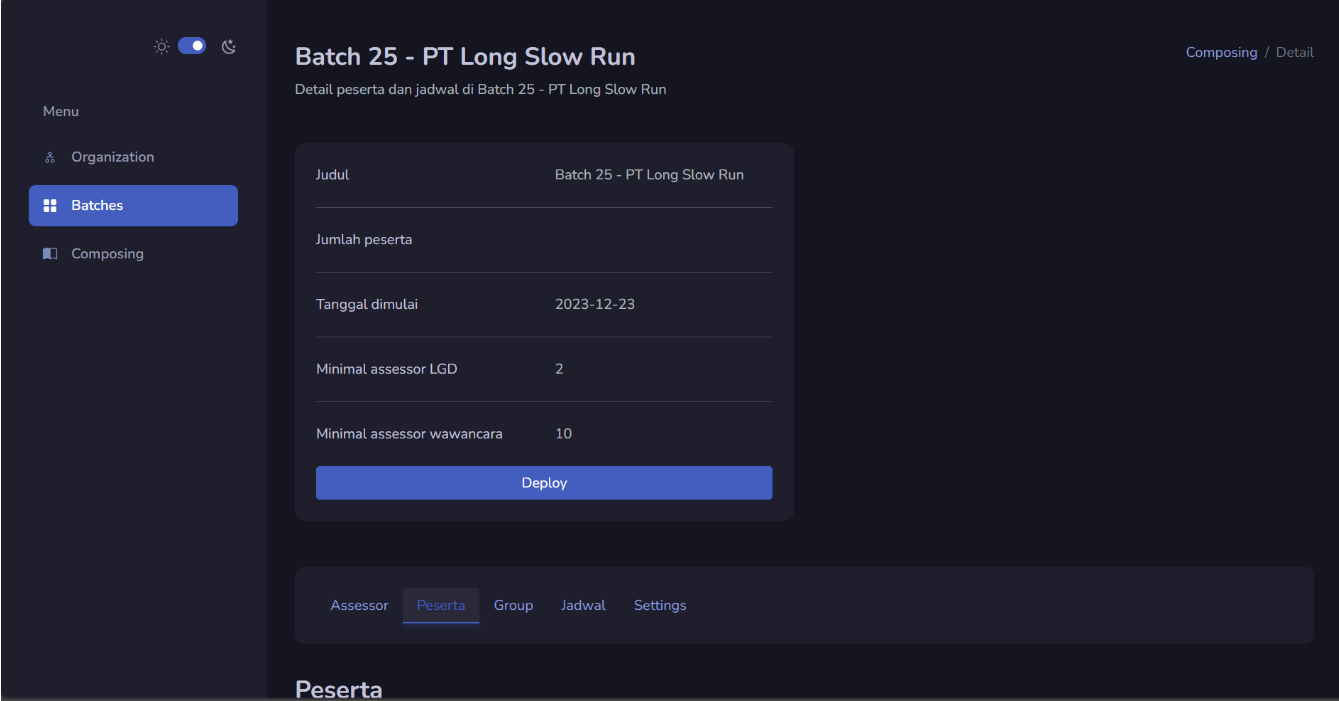 Menu
Organization
Batches
Composing
Batch 25 - PT Long Slow Run
Composing / Detail
Detail peserta dan jadwal di Batch 25 - PT Long Slow Run
Judul Batch 25 - PT Long Slow Run
Jumlah peserta
Tanggal dimulai 2023-12-23
Minimal assessor LGD 2
Minimal assessor wawancara 10
Deploy
Assessor Peserta Group Jadwal Settings
Peserta